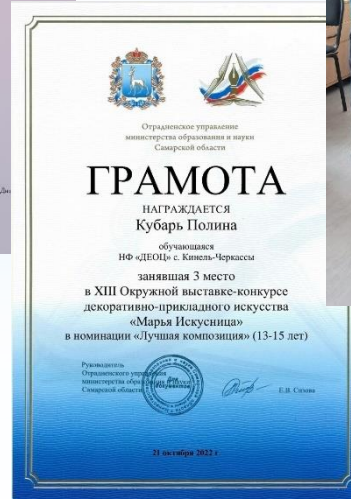 Отрадненское управление
министерства образования и науки
Самарской области
ГРАМОТА
НАГРАЖДАЕТСЯ
Кубарь Полина
обучающаяся
НФ «ДЕОЦ» с. Кинель-Черкассы
занявшая 3 место
в XIII Окружной выставке-конкурсе
декоративно-прикладного искусства
«Марья Искусница»
в номинации «Лучшая композиция» (13-15 лет)
Руководитель
Отрадненского управления
министерства образования и науки
Самарской области
21 октября 2022 г